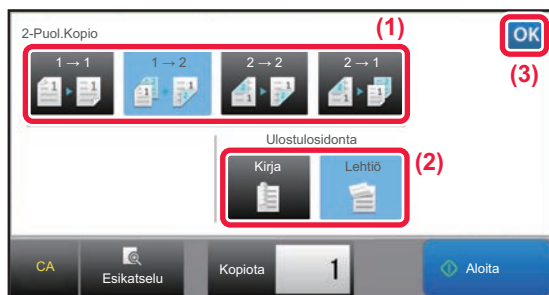 2-Puol.Kopio
(1)
OK
(3)
1 → 1
1 → 2
2 → 2
2 → 1
Ulostulosidonta
Kirja
Lehtiö
(2)
CA
Esikatselu
Kopiota
1
Aloita